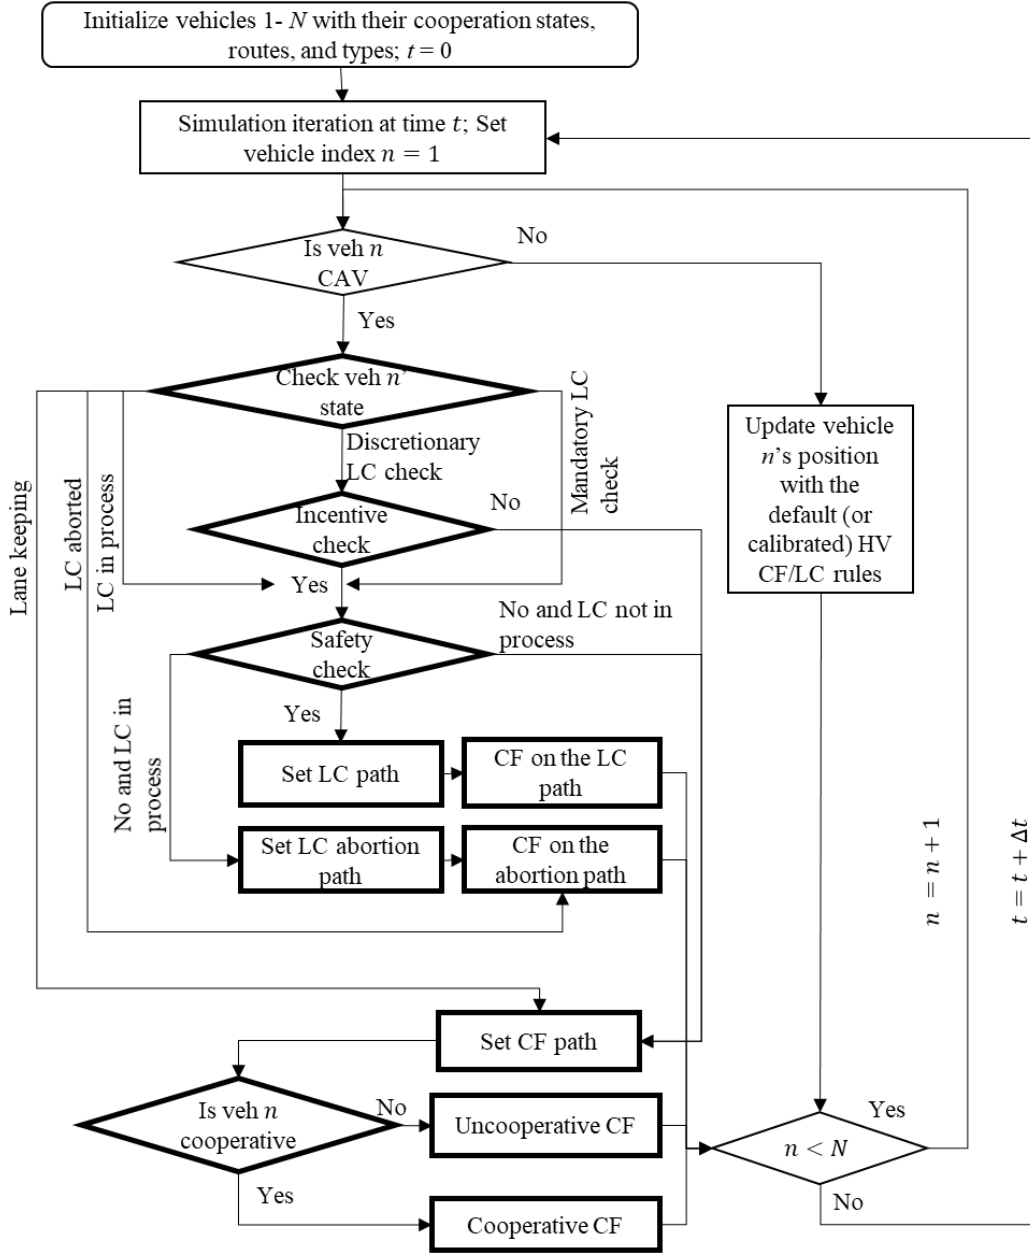 Initialize vehicles 1- N with their cooperation states,
routes, and types; t = 0
Simulation iteration at time t; Set
vehicle index n = 1
Is veh n
CAV
No
Yes
Check veh n'
state
Discretionary
LC check
Mandatory LC
check
Lane keeping
LC aborted
LC in process
Incentive
check
No
Yes
Update vehicle
n's position
with the
default (or
calibrated) HV
CF/LC rules
Safety
check
No and LC not in
process
No and LC in
process
Yes
Set LC path
CF on the LC
path
Set LC abortion
path
CF on the
abortion path
n = n + 1
t = t + Δt
Set CF path
Is veh n
cooperative
No
Uncooperative CF
Yes
Cooperative CF
n < N
Yes
No